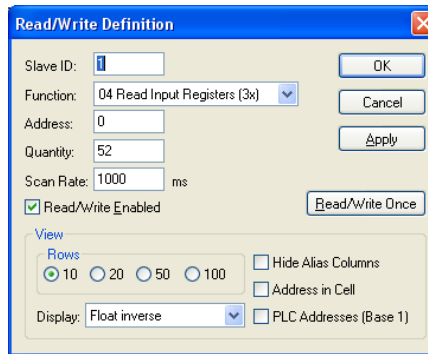 Read/Write Definition
Slave ID: 1
OK
Function: 04 Read Input Registers (3x)
Cancel
Address: 0
Apply
Quantity: 52
Scan Rate: 1000 ms
Read/Write Enabled
Read/Write Once
View
Rows
10 20 50 100
Hide Alias Columns
Address in Cell
Display: Float inverse
PLC Addresses (Base 1)